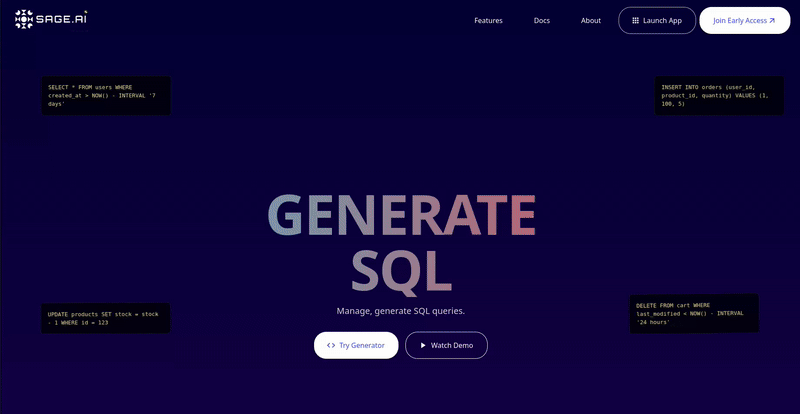 SAGE.AI
Features
Docs
About
Launch App
Join Early Access
SELECT * FROM users WHERE
created_at > NOW() - INTERVAL '7
days'
INSERT INTO orders (user_id,
product_id, quantity) VALUES (1,
100, 5)
GENERATE
SQL
Manage, generate SQL queries.
UPDATE products SET stock = stock
- 1 WHERE id = 123
DELETE FROM cart WHERE
last_modified < NOW() - INTERVAL
'24 hours'
Try Generator
Watch Demo